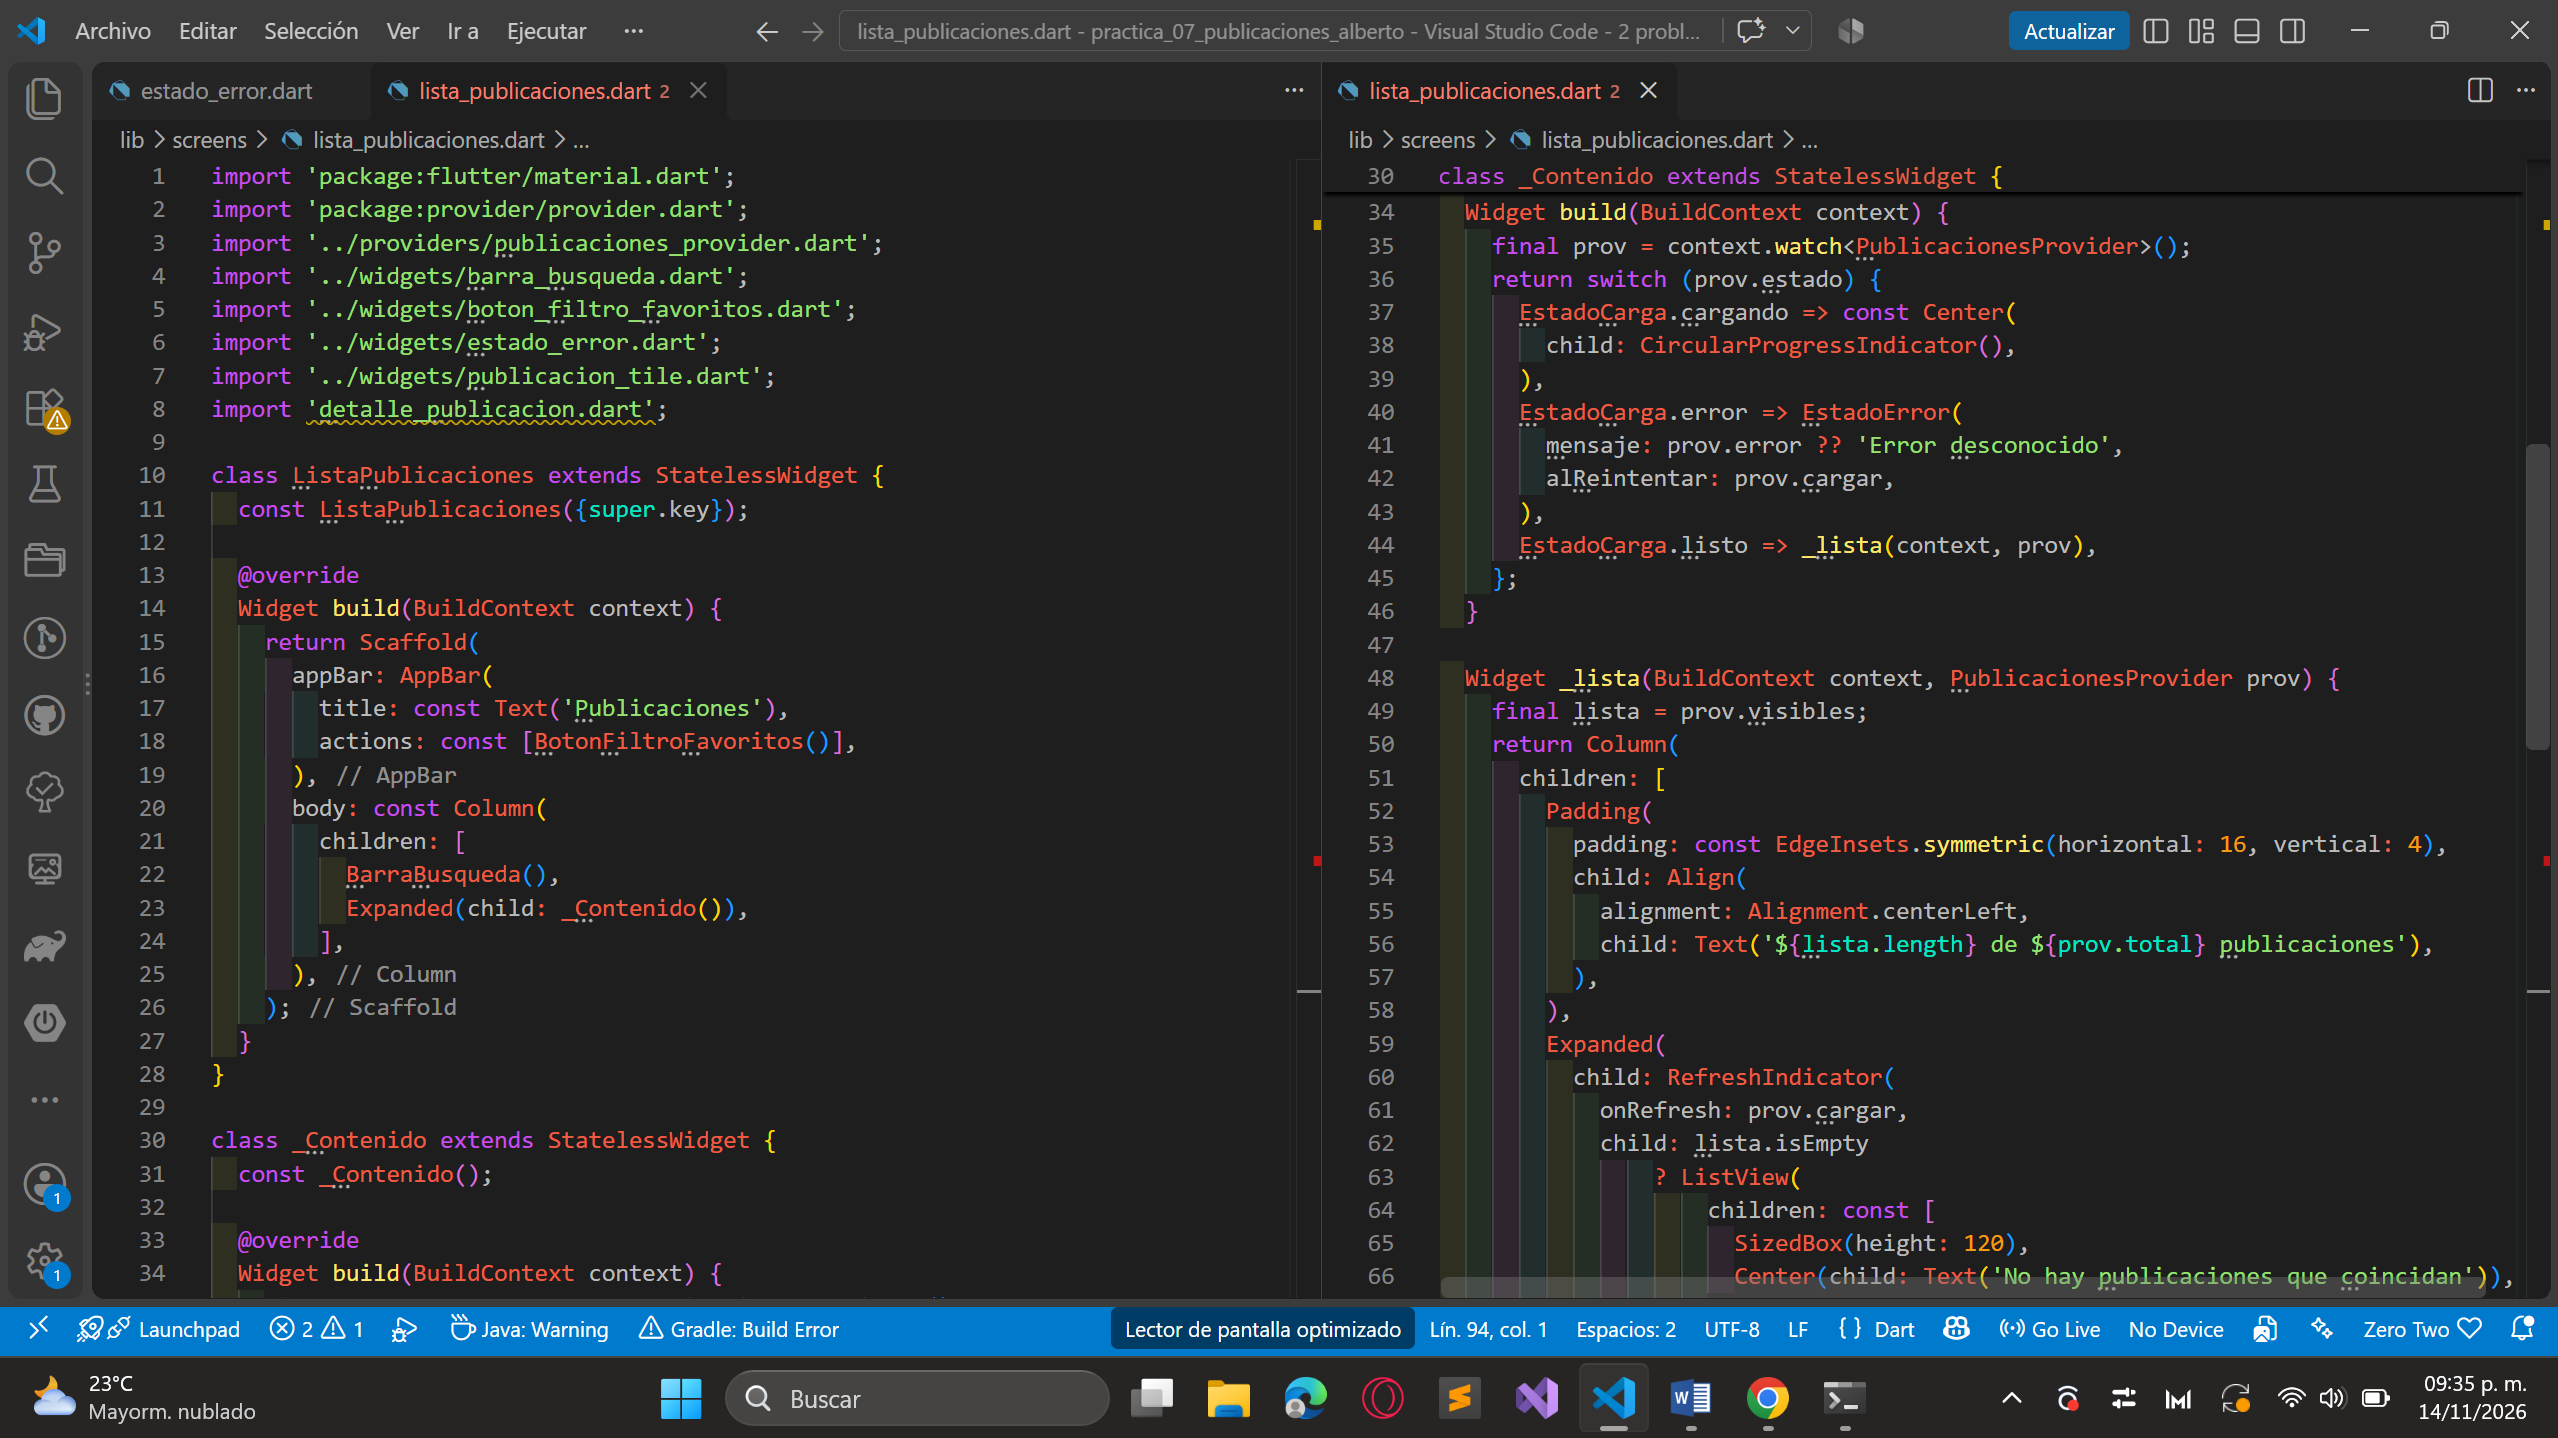 Archivo Editar Selección Ver Ir a Ejecutar ··· lista_publicaciones.dart - practica_07_publicaciones_alberto - Visual Studio Code - 2 probl... Actualizar
estado_error.dart lista_publicaciones.dart 2
lib > screens > lista_publicaciones.dart > ...
1 import 'package:flutter/material.dart';
2 import 'package:provider/provider.dart';
3 import '../providers/publicaciones_provider.dart';
4 import '../widgets/barra_busqueda.dart';
5 import '../widgets/boton_filtro_favoritos.dart';
6 import '../widgets/estado_error.dart';
7 import '../widgets/publicacion_tile.dart';
8 import 'detalle_publicacion.dart';
9
10 class ListaPublicaciones extends StatelessWidget {
11 const ListaPublicaciones({super.key});
12
13 @override
14 Widget build(BuildContext context) {
15 return Scaffold(
16 appBar: AppBar(
17 title: const Text('Publicaciones'),
18 actions: const [BotonFiltroFavoritos()],
19 ), // AppBar
20 body: const Column(
21 children: [
22 BarraBusqueda(),
23 Expanded(child: _Contenido()),
24 ],
25 ), // Column
26 ); // Scaffold
27 }
28 }
29
30 class _Contenido extends StatelessWidget {
31 const _Contenido();
32
33 @override
34 Widget build(BuildContext context) {
lista_publicaciones.dart 2
lib > screens > lista_publicaciones.dart > ...
30 class _Contenido extends StatelessWidget {
34 Widget build(BuildContext context) {
35 final prov = context.watch<PublicacionesProvider>();
36 return switch (prov.estado) {
37 EstadoCarga.cargando => const Center(
38 child: CircularProgressIndicator(),
39 ),
40 EstadoCarga.error => EstadoError(
41 mensaje: prov.error ?? 'Error desconocido',
42 alReintentar: prov.cargar,
43 ),
44 EstadoCarga.listo => _lista(context, prov),
45 };
46 }
47
48 Widget _lista(BuildContext context, PublicacionesProvider prov) {
49 final lista = prov.visibles;
50 return Column(
51 children: [
52 Padding(
53 padding: const EdgeInsets.symmetric(horizontal: 16, vertical: 4),
54 child: Align(
55 alignment: Alignment.centerLeft,
56 child: Text('${lista.length} de ${prov.total} publicaciones'),
57 ),
58 ),
59 Expanded(
60 child: RefreshIndicator(
61 onRefresh: prov.cargar,
62 child: lista.isEmpty
63 ? ListView(
64 children: const [
65 SizedBox(height: 120),
66 Center(child: Text('No hay publicaciones que coincidan')),
1
1
Launchpad 2 1 Java: Warning Gradle: Build Error Lector de pantalla optimizado Lín. 94, col. 1 Espacios: 2 UTF-8 LF {} Dart Go Live No Device Zero Two
23°C
Mayorm. nublado
Buscar
09:35 p. m.
14/11/2026